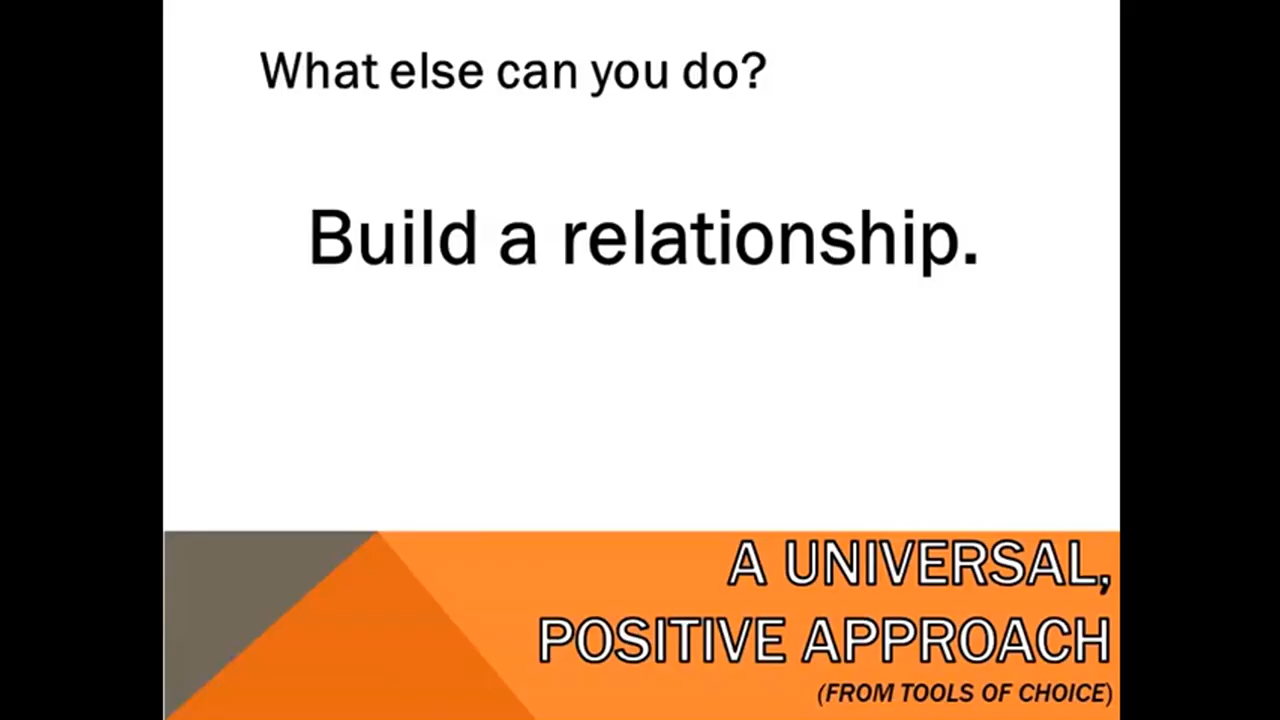 What else can you do?
Build a relationship.
A UNIVERSAL,
POSITIVE APPROACH
(FROM TOOLS OF CHOICE)